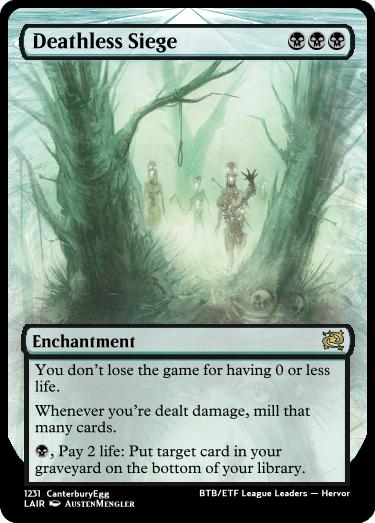 Deathless Siege
Enchantment
You don't lose the game for having 0 or less
life.
Whenever you're dealt damage, mill that
many cards.
, Pay 2 life: Put target card in your
graveyard on the bottom of your library.
1231 CanterburyEgg
BTB/ETF League Leaders — Hervor
LAIR AustenMengler